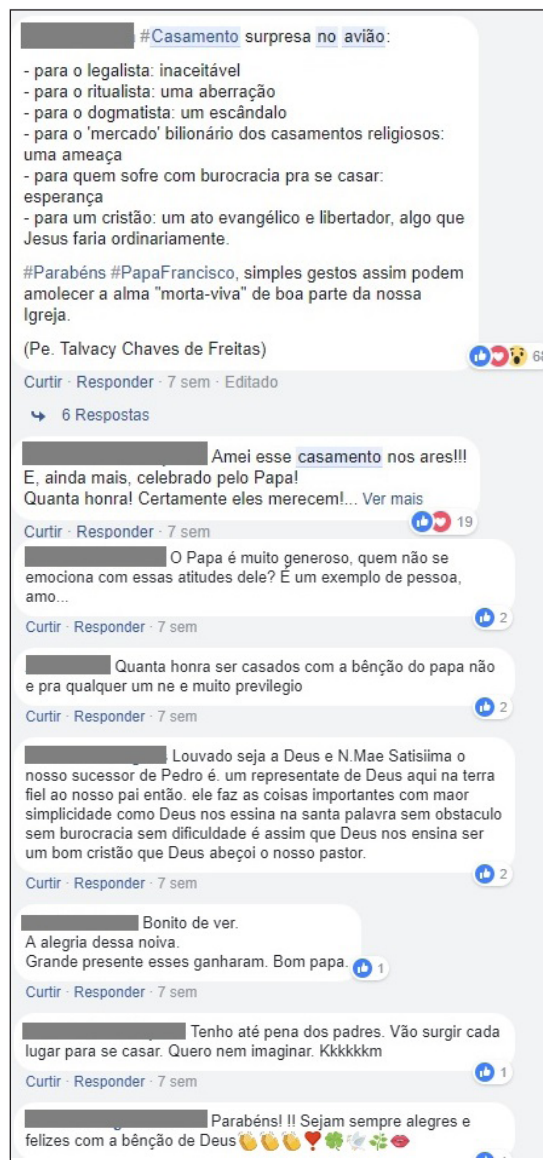 #Casamento surpresa no avião:
- para o legalista: inaceitável
- para o ritualista: uma aberração
- para o dogmatista: um escândalo
- para o 'mercado' bilionário dos casamentos religiosos:
uma ameaça
- para quem sofre com burocracia pra se casar:
esperança
- para um cristão: um ato evangélico e libertador, algo que
Jesus faria ordinariamente.
#Parabéns #PapaFrancisco, simples gestos assim podem
amolecer a alma "morta-viva" de boa parte da nossa
Igreja.
(Pe. Talvacy Chaves de Freitas)
68
Curtir · Responder · 7 sem · Editado
6 Respostas
Amei esse casamento nos ares!!!
E, ainda mais, celebrado pelo Papa!
Quanta honra! Certamente eles merecem!... Ver mais
19
Curtir · Responder · 7 sem
O Papa é muito generoso, quem não se
emociona com essas atitudes dele? É um exemplo de pessoa,
amo...
2
Curtir · Responder · 7 sem
Quanta honra ser casados com a bênção do papa não
e pra qualquer um ne e muito previlegio
2
Curtir · Responder · 7 sem
Louvado seja a Deus e N.Mae Satisiima o
nosso sucessor de Pedro é. um representate de Deus aqui na terra
fiel ao nosso pai então. ele faz as coisas importantes com maor
simplicidade como Deus nos essina na santa palavra sem obstaculo
sem burocracia sem dificuldade é assim que Deus nos ensina ser
um bom cristão que Deus abeçoi o nosso pastor.
2
Curtir · Responder · 7 sem
Bonito de ver.
A alegria dessa noiva.
Grande presente esses ganharam. Bom papa.
1
Curtir · Responder · 7 sem
Tenho até pena dos padres. Vão surgir cada
lugar para se casar. Quero nem imaginar. Kkkkkkm
1
Curtir · Responder · 7 sem
Parabéns! !! Sejam sempre alegres e
felizes com a bênção de Deus👏👏👏❣️🍀🕊️🌿👄